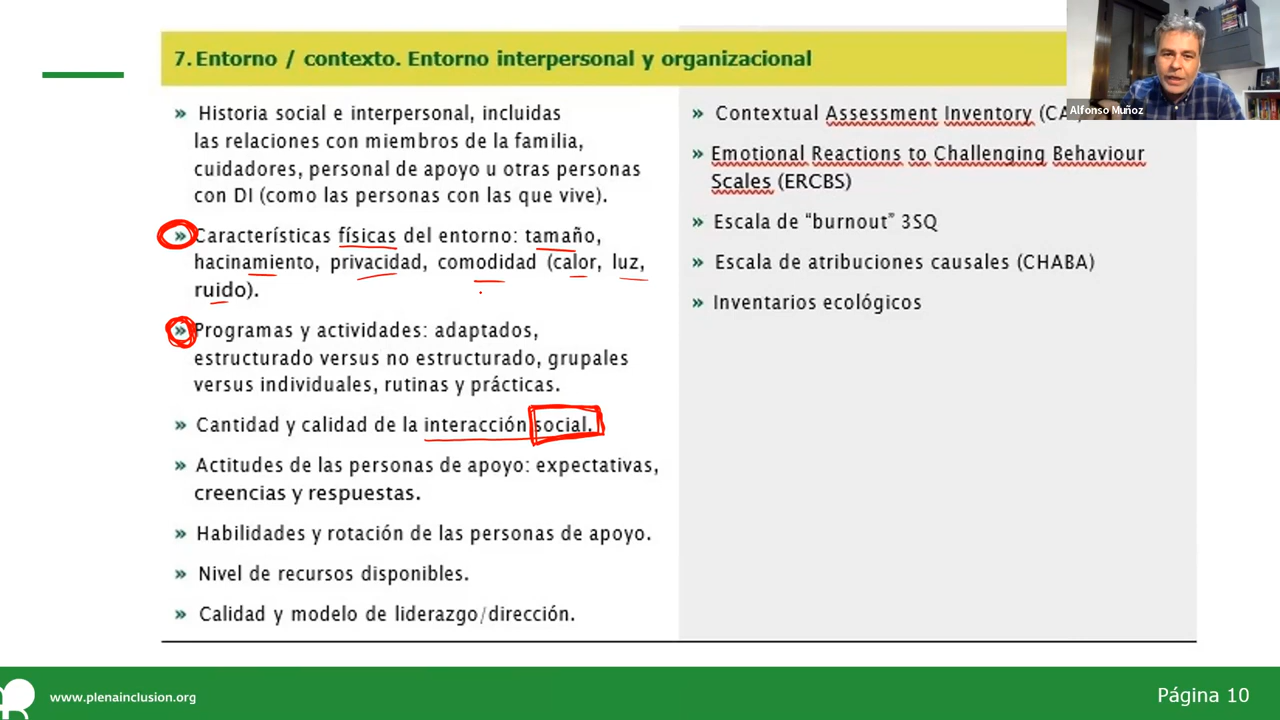 7. Entorno / contexto. Entorno interpersonal y organizacional
» Historia social e interpersonal, incluidas
las relaciones con miembros de la familia,
cuidadores, personal de apoyo u otras personas
con DI (como las personas con las que vive).
» Características físicas del entorno: tamaño,
hacinamiento, privacidad, comodidad (calor, luz,
ruido).
» Programas y actividades: adaptados,
estructurado versus no estructurado, grupales
versus individuales, rutinas y prácticas.
» Cantidad y calidad de la interacción social.
» Actitudes de las personas de apoyo: expectativas,
creencias y respuestas.
» Habilidades y rotación de las personas de apoyo.
» Nivel de recursos disponibles.
» Calidad y modelo de liderazgo/dirección.
» Contextual Assessment Inventory
» Emotional Reactions to Challenging Behaviour
Scales (ERCBS)
» Escala de “burnout” 3SQ
» Escala de atribuciones causales (CHABA)
» Inventarios ecológicos
Alfonso Muñoz
www.plenainclusion.org
Página 10